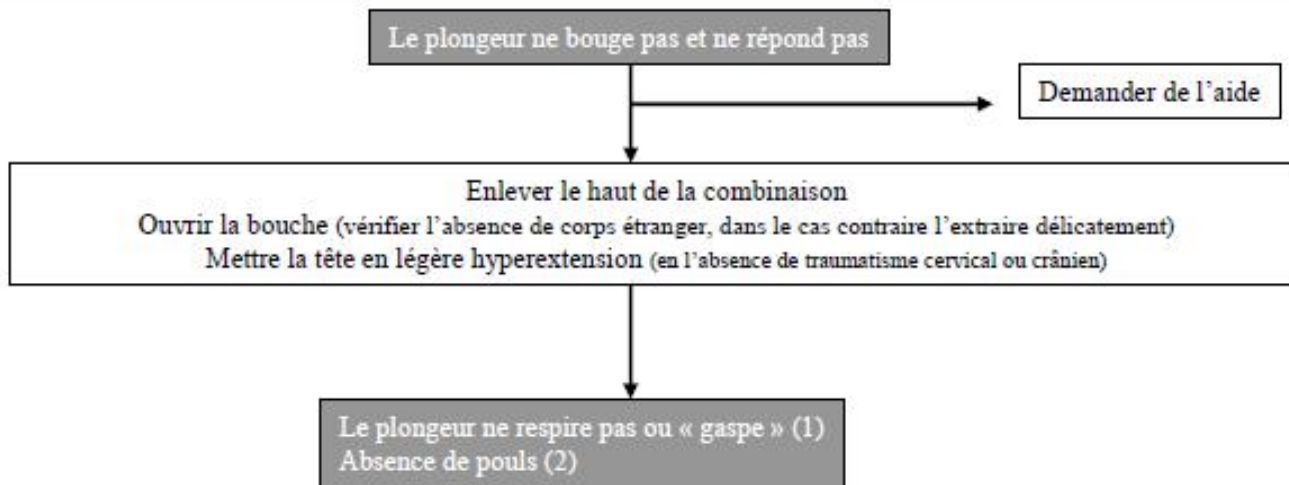 Le plongeur ne bouge pas et ne répond pas
Demander de l’aide
Enlever le haut de la combinaison
Ouvrir la bouche (vérifier l’absence de corps étranger, dans le cas contraire l’extraire délicatement)
Mettre la tête en légère hyperextension (en l’absence de traumatisme cervical ou crânien)
Le plongeur ne respire pas ou « gaspe » (1)
Absence de pouls (2)